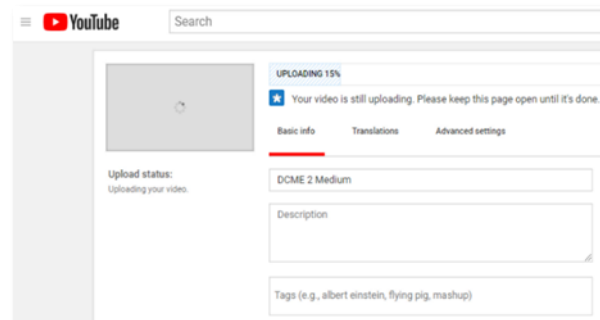 YouTube
Search
UPLOADING 15%
Your video is still uploading. Please keep this page open until it's done.
Basic info
Translations
Advanced settings
Upload status:
Uploading your video.
DCME 2 Medium
Description
Tags (e.g., albert einstein, flying pig, mashup)